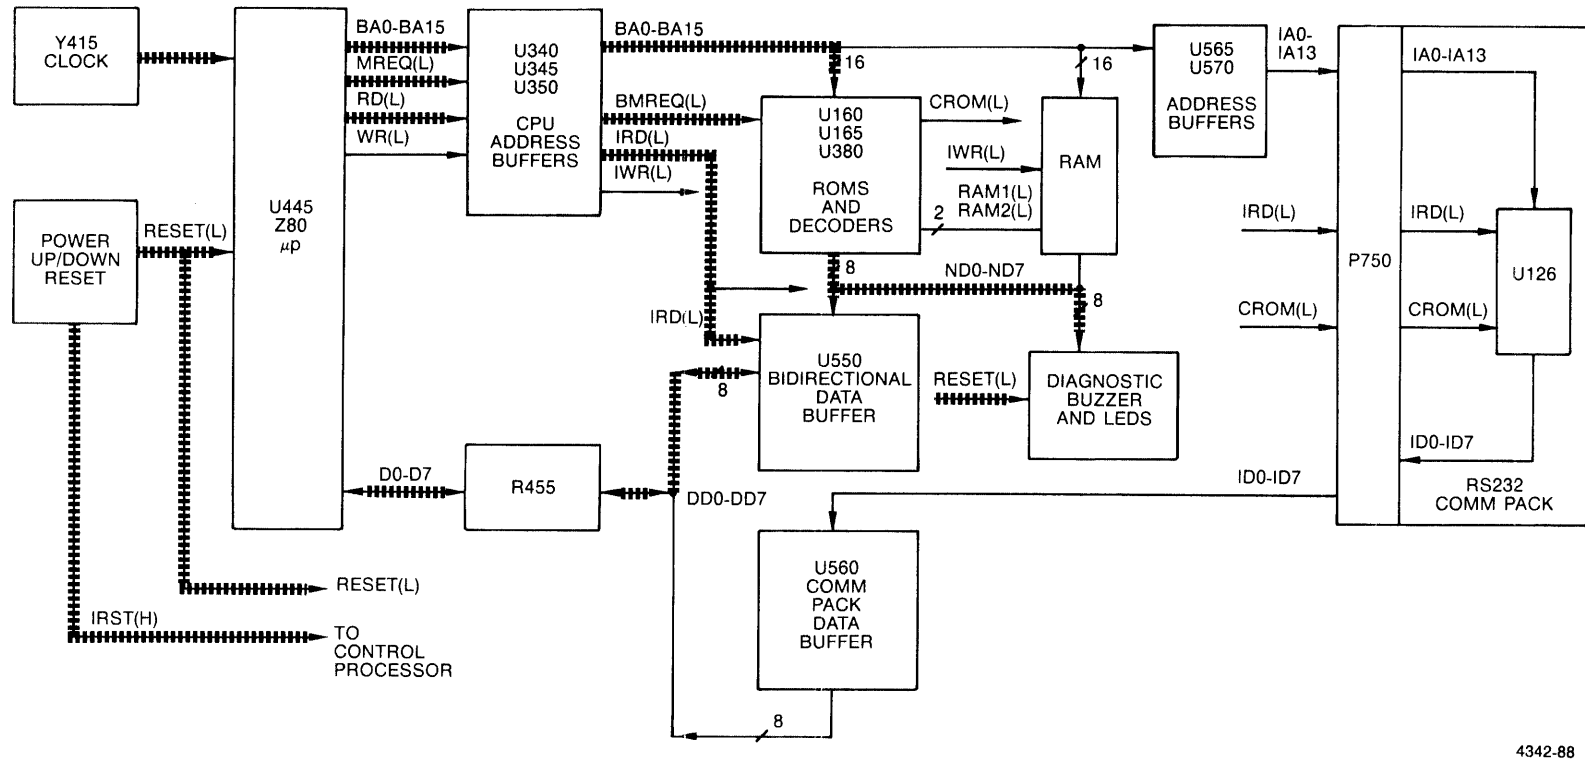 Y415
CLOCK
BA0-BA15
MREQ(L)
RD(L)
WR(L)
U340
U345
U350
CPU
ADDRESS
BUFFERS
BA0-BA15
BMREQ(L)
IRD(L)
IWR(L)
16
U160
U165
U380
ROMS
AND
DECODERS
CROM(L)
IWR(L)
RAM1(L)
RAM2(L)
2
16
RAM
U565
U570
ADDRESS
BUFFERS
IA0-
IA13
IA0-IA13
IRD(L)
IRD(L)
P750
U126
CROM(L)
CROM(L)
ID0-ID7
ID0-ID7
RS232
COMM PACK
POWER
UP/DOWN
RESET
RESET(L)
U445
Z80
μp
8
ND0-ND7
8
IRD(L)
U550
BIDIRECTIONAL
DATA
BUFFER
8
RESET(L)
DIAGNOSTIC
BUZZER
AND LEDS
D0-D7
R455
DD0-DD7
U560
COMM
PACK
DATA
BUFFER
8
RESET(L)
IRST(H)
TO
CONTROL
PROCESSOR
4342-88